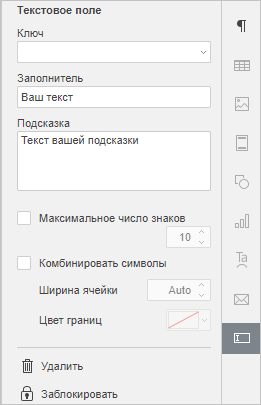 Текстовое поле
Ключ
Заполнитель
Ваш текст
Подсказка
Текст вашей подсказки
Максимальное число знаков
10
Комбинировать символы
Ширина ячейки Auto
Цвет границ
Удалить
Заблокировать
¶
Ta